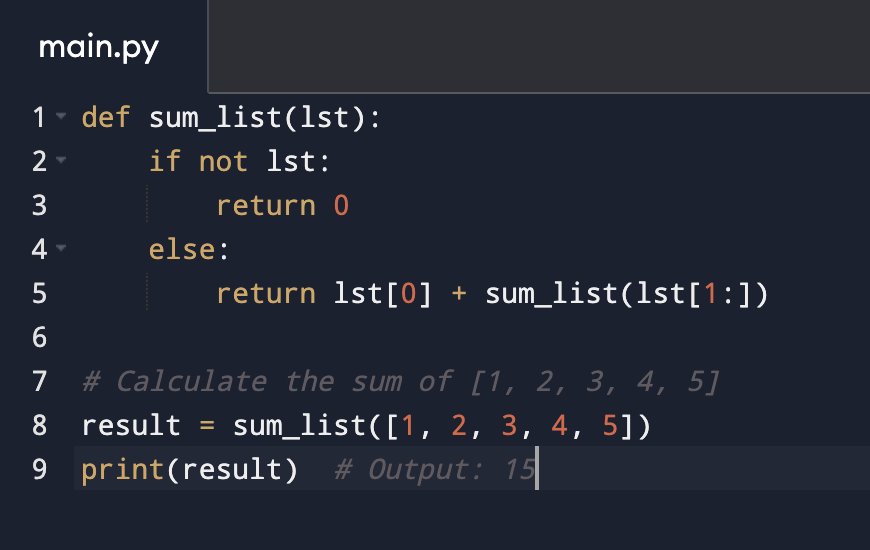 main.py
1 def sum_list(lst):
2     if not lst:
3         return 0
4     else:
5         return lst[0] + sum_list(lst[1:])
6
7 # Calculate the sum of [1, 2, 3, 4, 5]
8 result = sum_list([1, 2, 3, 4, 5])
9 print(result)  # Output: 15